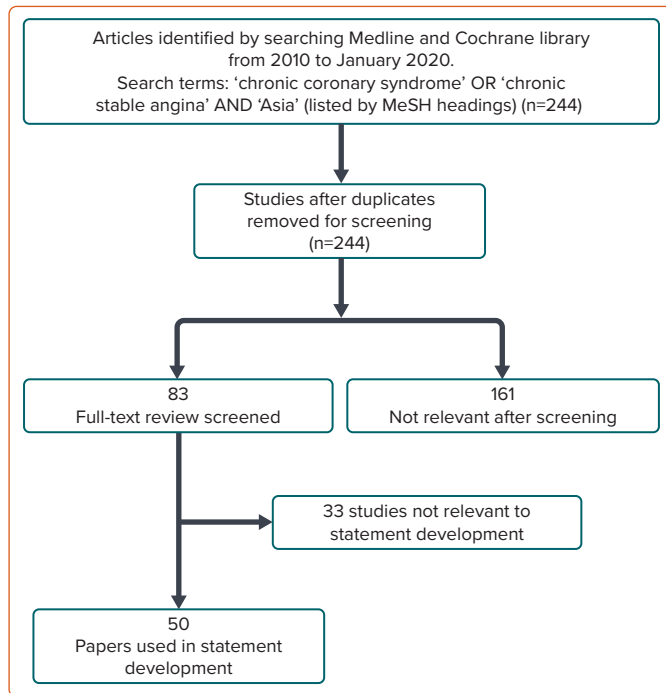 Articles identified by searching Medline and Cochrane library
from 2010 to January 2020.
Search terms: ‘chronic coronary syndrome’ OR ‘chronic
stable angina’ AND ‘Asia’ (listed by MeSH headings) (n=244)
Studies after duplicates
removed for screening
(n=244)
83
Full-text review screened
161
Not relevant after screening
33 studies not relevant to
statement development
50
Papers used in statement
development